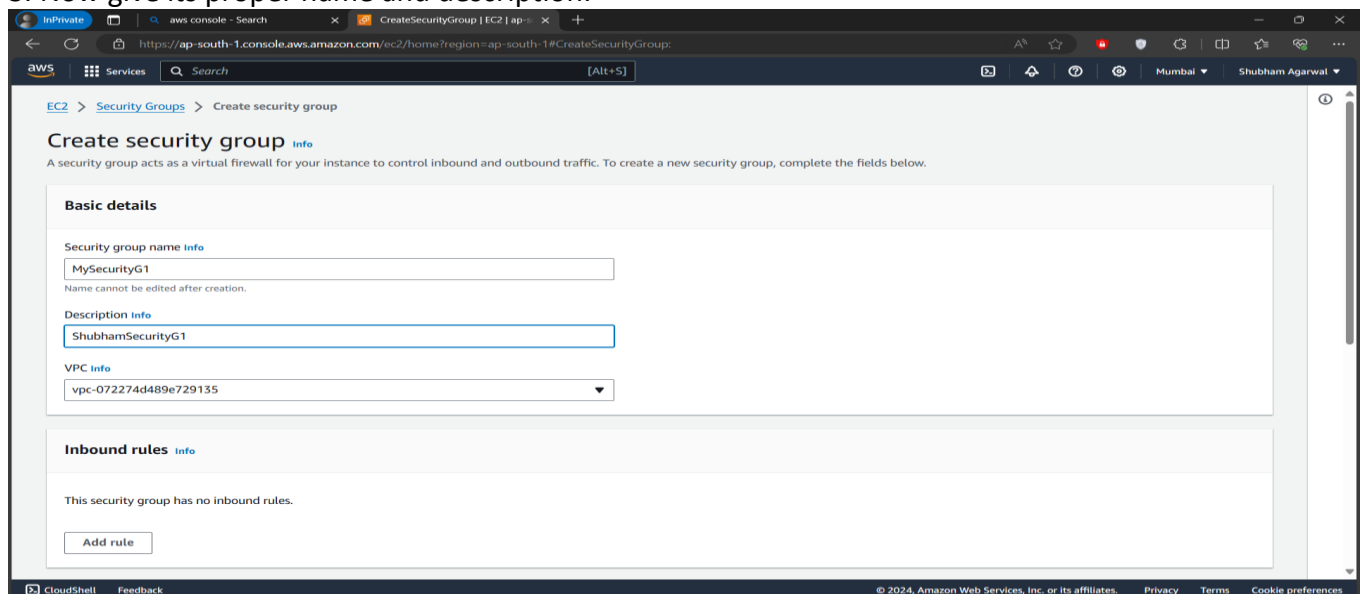 InPrivate aws console - Search CreateSecurityGroup | EC2 | ap-s
https://ap-south-1.console.aws.amazon.com/ec2/home?region=ap-south-1#CreateSecurityGroup:
aws Services Search [Alt+S] Mumbai Shubham Agarwal
EC2 > Security Groups > Create security group
Create security group Info
A security group acts as a virtual firewall for your instance to control inbound and outbound traffic. To create a new security group, complete the fields below.
Basic details
Security group name Info
MySecurityG1
Name cannot be edited after creation.
Description Info
ShubhamSecurityG1
VPC Info
vpc-072274d489e729135
Inbound rules Info
This security group has no inbound rules.
Add rule
CloudShell Feedback © 2024, Amazon Web Services, Inc. or its affiliates. Privacy Terms Cookie preferences